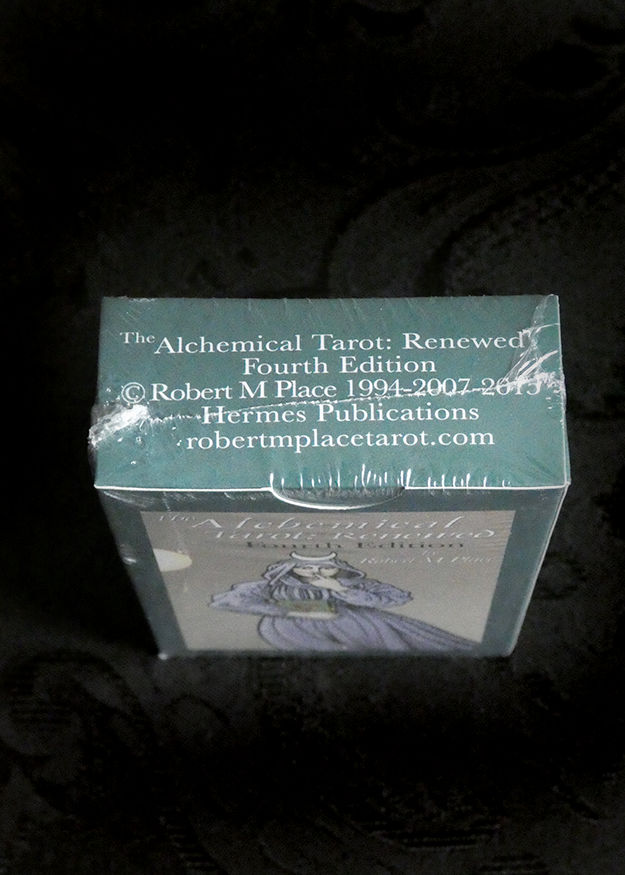 The Alchemical Tarot: Renewed
Fourth Edition
© Robert M Place 1994-2007-2015
Hermes Publications
robertmplacetarot.com
The Alchemical
Tarot: Renewed
Fourth Edition
Robert M Place